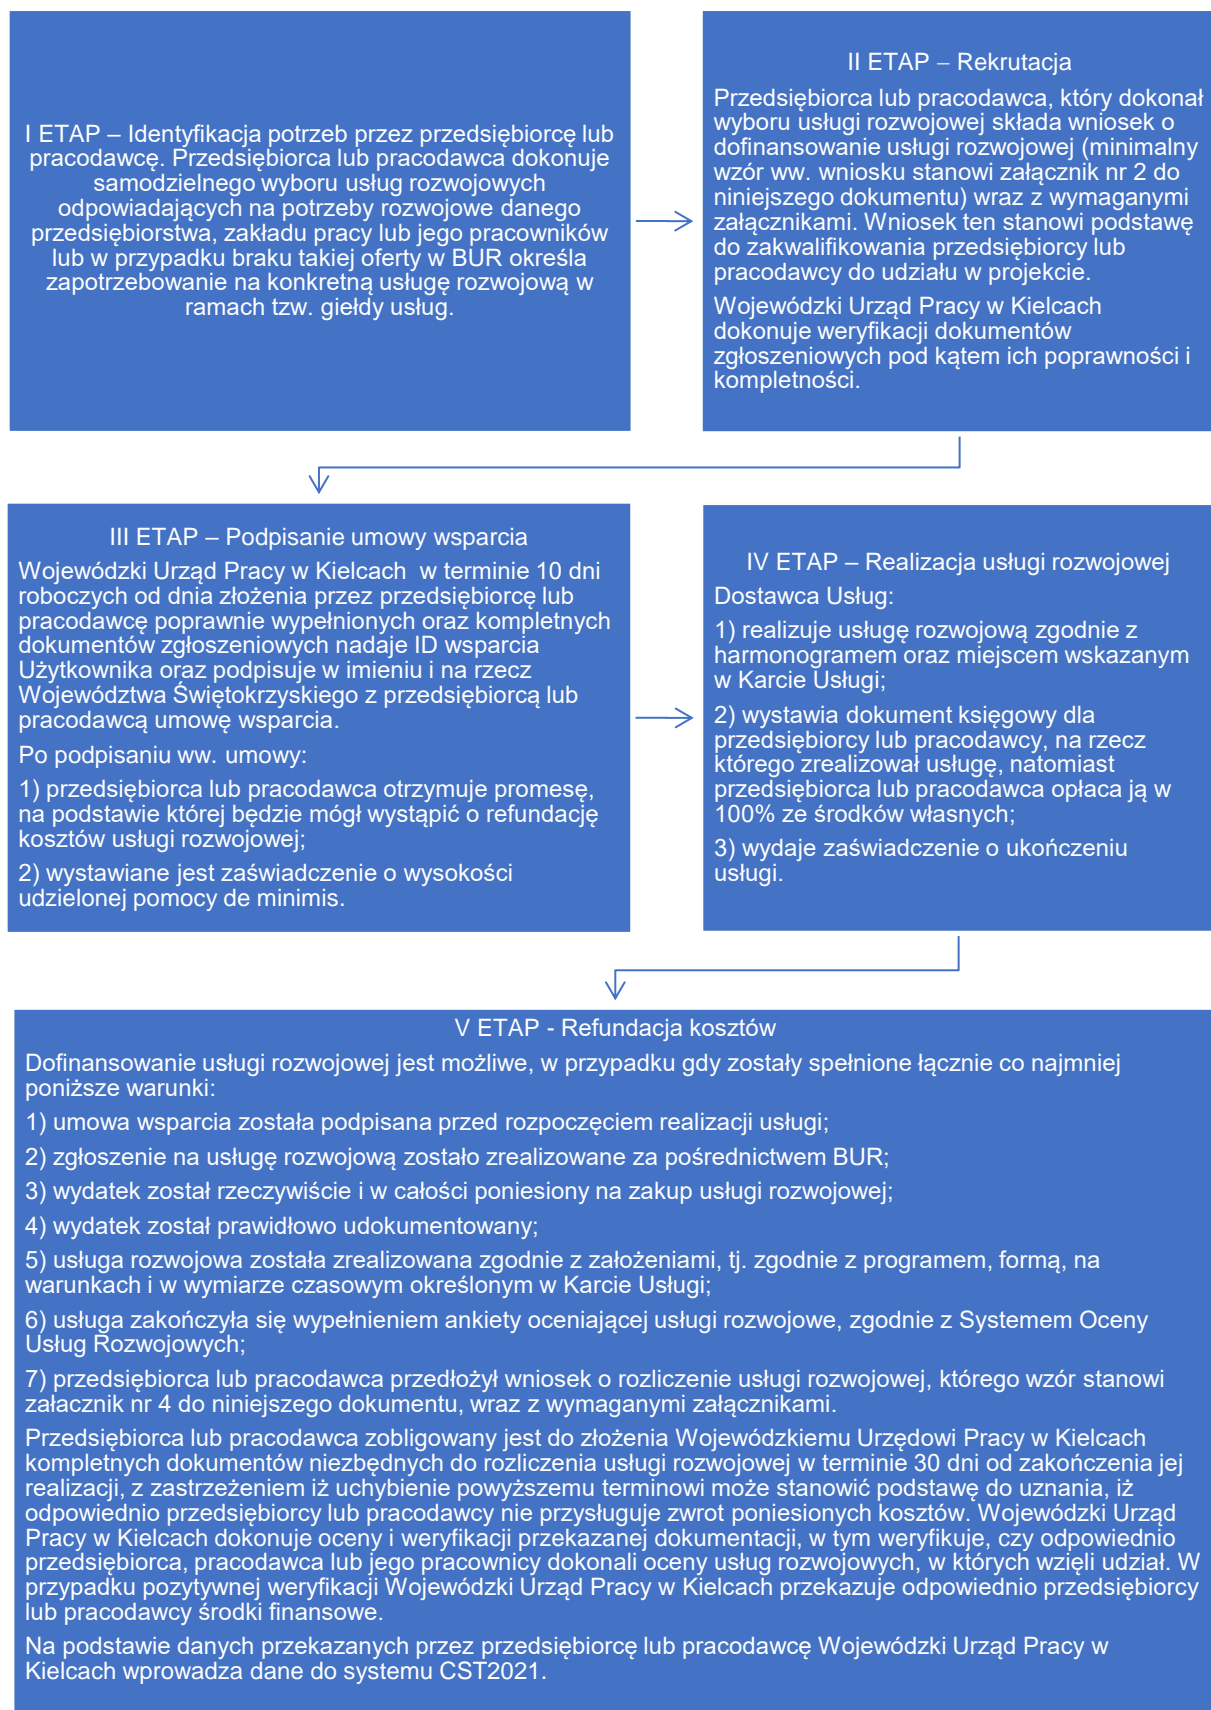 I ETAP – Identyfikacja potrzeb przez przedsiębiorcę lub
pracodawcę. Przedsiębiorca lub pracodawca dokonuje
samodzielnego wyboru usług rozwojowych
odpowiadających na potrzeby rozwojowe danego
przedsiębiorstwa, zakładu pracy lub jego pracowników
lub w przypadku braku takiej oferty w BUR określa
zapotrzebowanie na konkretną usługę rozwojową w
ramach tzw. giełdy usług.
II ETAP – Rekrutacja
Przedsiębiorca lub pracodawca, który dokonał
wyboru usługi rozwojowej składa wniosek o
dofinansowanie usługi rozwojowej (minimalny
wzór ww. wniosku stanowi załącznik nr 2 do
niniejszego dokumentu) wraz z wymaganymi
załącznikami. Wniosek ten stanowi podstawę
do zakwalifikowania przedsiębiorcy lub
pracodawcy do udziału w projekcie.
Wojewódzki Urząd Pracy w Kielcach
dokonuje weryfikacji dokumentów
zgłoszeniowych pod kątem ich poprawności i
kompletności.
III ETAP – Podpisanie umowy wsparcia
Wojewódzki Urząd Pracy w Kielcach w terminie 10 dni
roboczych od dnia złożenia przez przedsiębiorcę lub
pracodawcę poprawnie wypełnionych oraz kompletnych
dokumentów zgłoszeniowych nadaje ID wsparcia
Użytkownika oraz podpisuje w imieniu i na rzecz
Województwa Świętokrzyskiego z przedsiębiorcą lub
pracodawcą umowę wsparcia.
Po podpisaniu ww. umowy:
1) przedsiębiorca lub pracodawca otrzymuje promesę,
na podstawie której będzie mógł wystąpić o refundację
kosztów usługi rozwojowej;
2) wystawiane jest zaświadczenie o wysokości
udzielonej pomocy de minimis.
IV ETAP – Realizacja usługi rozwojowej
Dostawca Usług:
1) realizuje usługę rozwojową zgodnie z
harmonogramem oraz miejscem wskazanym
w Karcie Usługi;
2) wystawia dokument księgowy dla
przedsiębiorcy lub pracodawcy, na rzecz
którego zrealizował usługę, natomiast
przedsiębiorca lub pracodawca opłaca ją w
100% ze środków własnych;
3) wydaje zaświadczenie o ukończeniu
usługi.
V ETAP - Refundacja kosztów
Dofinansowanie usługi rozwojowej jest możliwe, w przypadku gdy zostały spełnione łącznie co najmniej
poniższe warunki:
1) umowa wsparcia została podpisana przed rozpoczęciem realizacji usługi;
2) zgłoszenie na usługę rozwojową zostało zrealizowane za pośrednictwem BUR;
3) wydatek został rzeczywiście i w całości poniesiony na zakup usługi rozwojowej;
4) wydatek został prawidłowo udokumentowany;
5) usługa rozwojowa została zrealizowana zgodnie z założeniami, tj. zgodnie z programem, formą, na
warunkach i w wymiarze czasowym określonym w Karcie Usługi;
6) usługa zakończyła się wypełnieniem ankiety oceniającej usługi rozwojowe, zgodnie z Systemem Oceny
Usług Rozwojowych;
7) przedsiębiorca lub pracodawca przedłożył wniosek o rozliczenie usługi rozwojowej, którego wzór stanowi
załacznik nr 4 do niniejszego dokumentu, wraz z wymaganymi załącznikami.
Przedsiębiorca lub pracodawca zobligowany jest do złożenia Wojewódzkiemu Urzędowi Pracy w Kielcach
kompletnych dokumentów niezbędnych do rozliczenia usługi rozwojowej w terminie 30 dni od zakończenia jej
realizacji, z zastrzeżeniem iż uchybienie powyższemu terminowi może stanowić podstawę do uznania, iż
odpowiednio przedsiębiorcy lub pracodawcy nie przysługuje zwrot poniesionych kosztów. Wojewódzki Urząd
Pracy w Kielcach dokonuje oceny i weryfikacji przekazanej dokumentacji, w tym weryfikuje, czy odpowiednio
przedsiębiorca, pracodawca lub jego pracownicy dokonali oceny usług rozwojowych, w których wzięli udział. W
przypadku pozytywnej weryfikacji Wojewódzki Urząd Pracy w Kielcach przekazuje odpowiednio przedsiębiorcy
lub pracodawcy środki finansowe.
Na podstawie danych przekazanych przez przedsiębiorcę lub pracodawcę Wojewódzki Urząd Pracy w
Kielcach wprowadza dane do systemu CST2021.